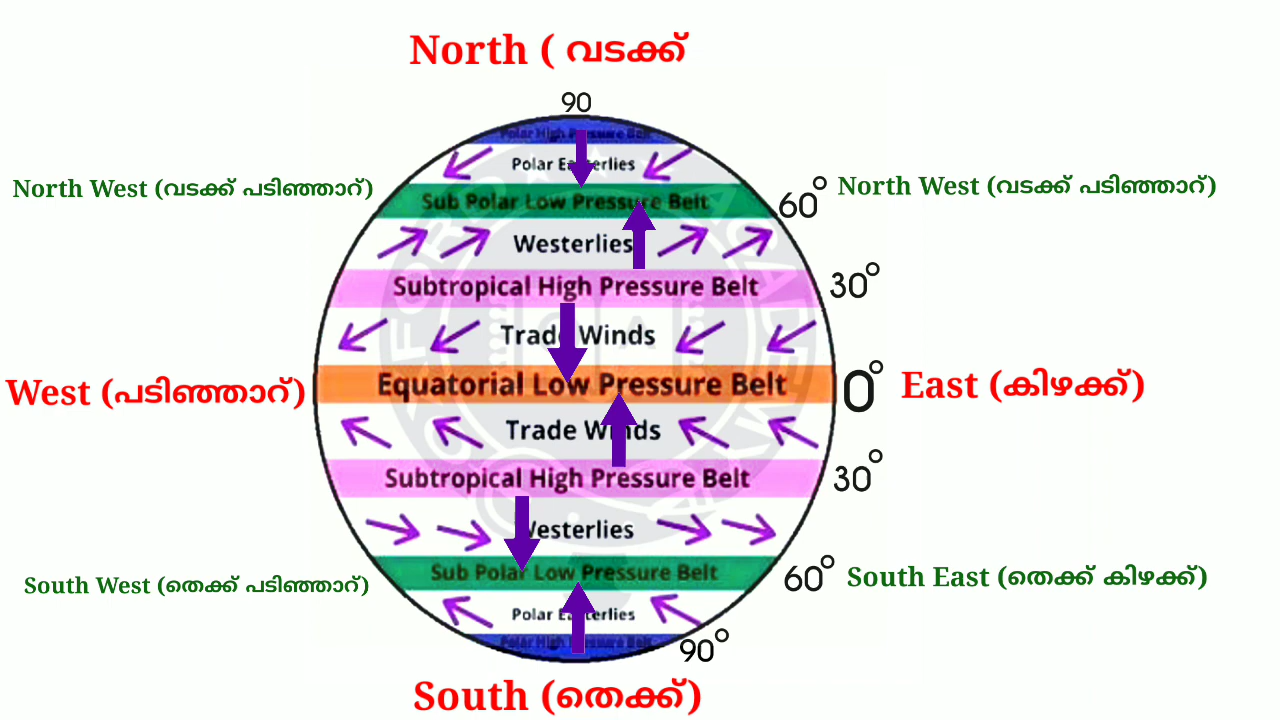 North ( വടക്ക്
90
Polar High Pressure Belt
Polar Easterlies
North West (വടക്ക് പടിഞ്ഞാറ്)
Sub Polar Low Pressure Belt
60°
North West (വടക്ക് പടിഞ്ഞാറ്)
Westerlies
Subtropical High Pressure Belt
30°
Trade Winds
West (പടിഞ്ഞാറ്)
Equatorial Low Pressure Belt
0°
East (കിഴക്ക്)
Trade Winds
Subtropical High Pressure Belt
30°
Westerlies
South West (തെക്ക് പടിഞ്ഞാറ്)
Sub Polar Low Pressure Belt
60°
South East (തെക്ക് കിഴക്ക്)
Polar Easterlies
Polar High Pressure Belt
90°
South (തെക്ക്)